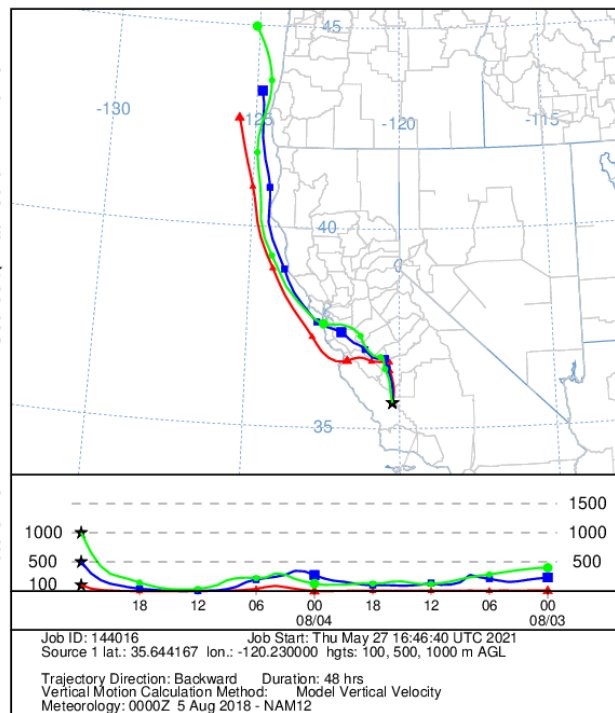 45
-130
-125
-120
-115
40
35
1500
1000 1000
500 500
100
18 12 06 00 18 12 06 00
08/04 08/03
Job ID: 144016 Job Start: Thu May 27 16:46:40 UTC 2021
Source 1 lat.: 35.644167 lon.: -120.230000 hgts: 100, 500, 1000 m AGL
Trajectory Direction: Backward Duration: 48 hrs
Vertical Motion Calculation Method: Model Vertical Velocity
Meteorology: 0000Z 5 Aug 2018 - NAM12